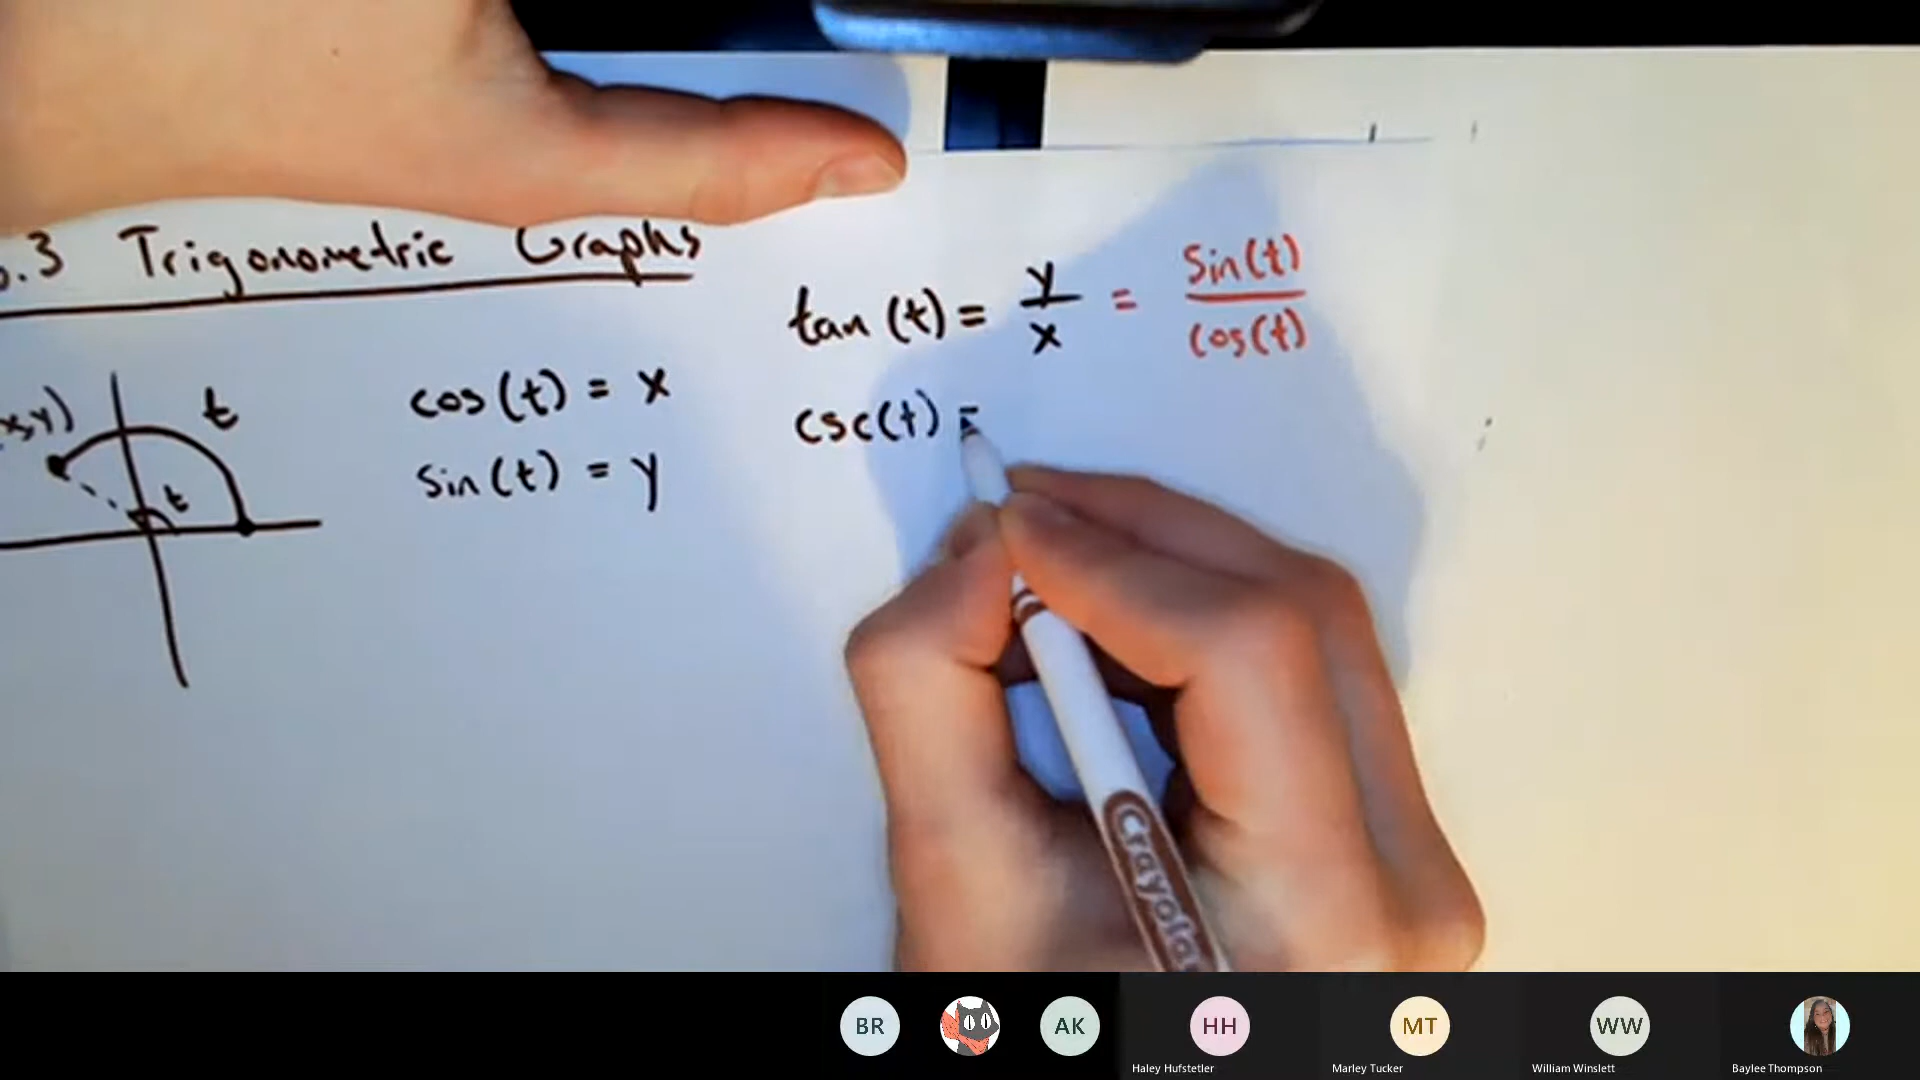 .3 Trigonometric Graphs
tan (t) = y/x = Sin(t)/cos(t)
cos(t) = x
csc(t) =
Sin(t) = y
x,y)
t
t
Crayola
BR
AK
HH
MT
WW
Haley Hufstetler
Marley Tucker
William Winslett
Baylee Thompson